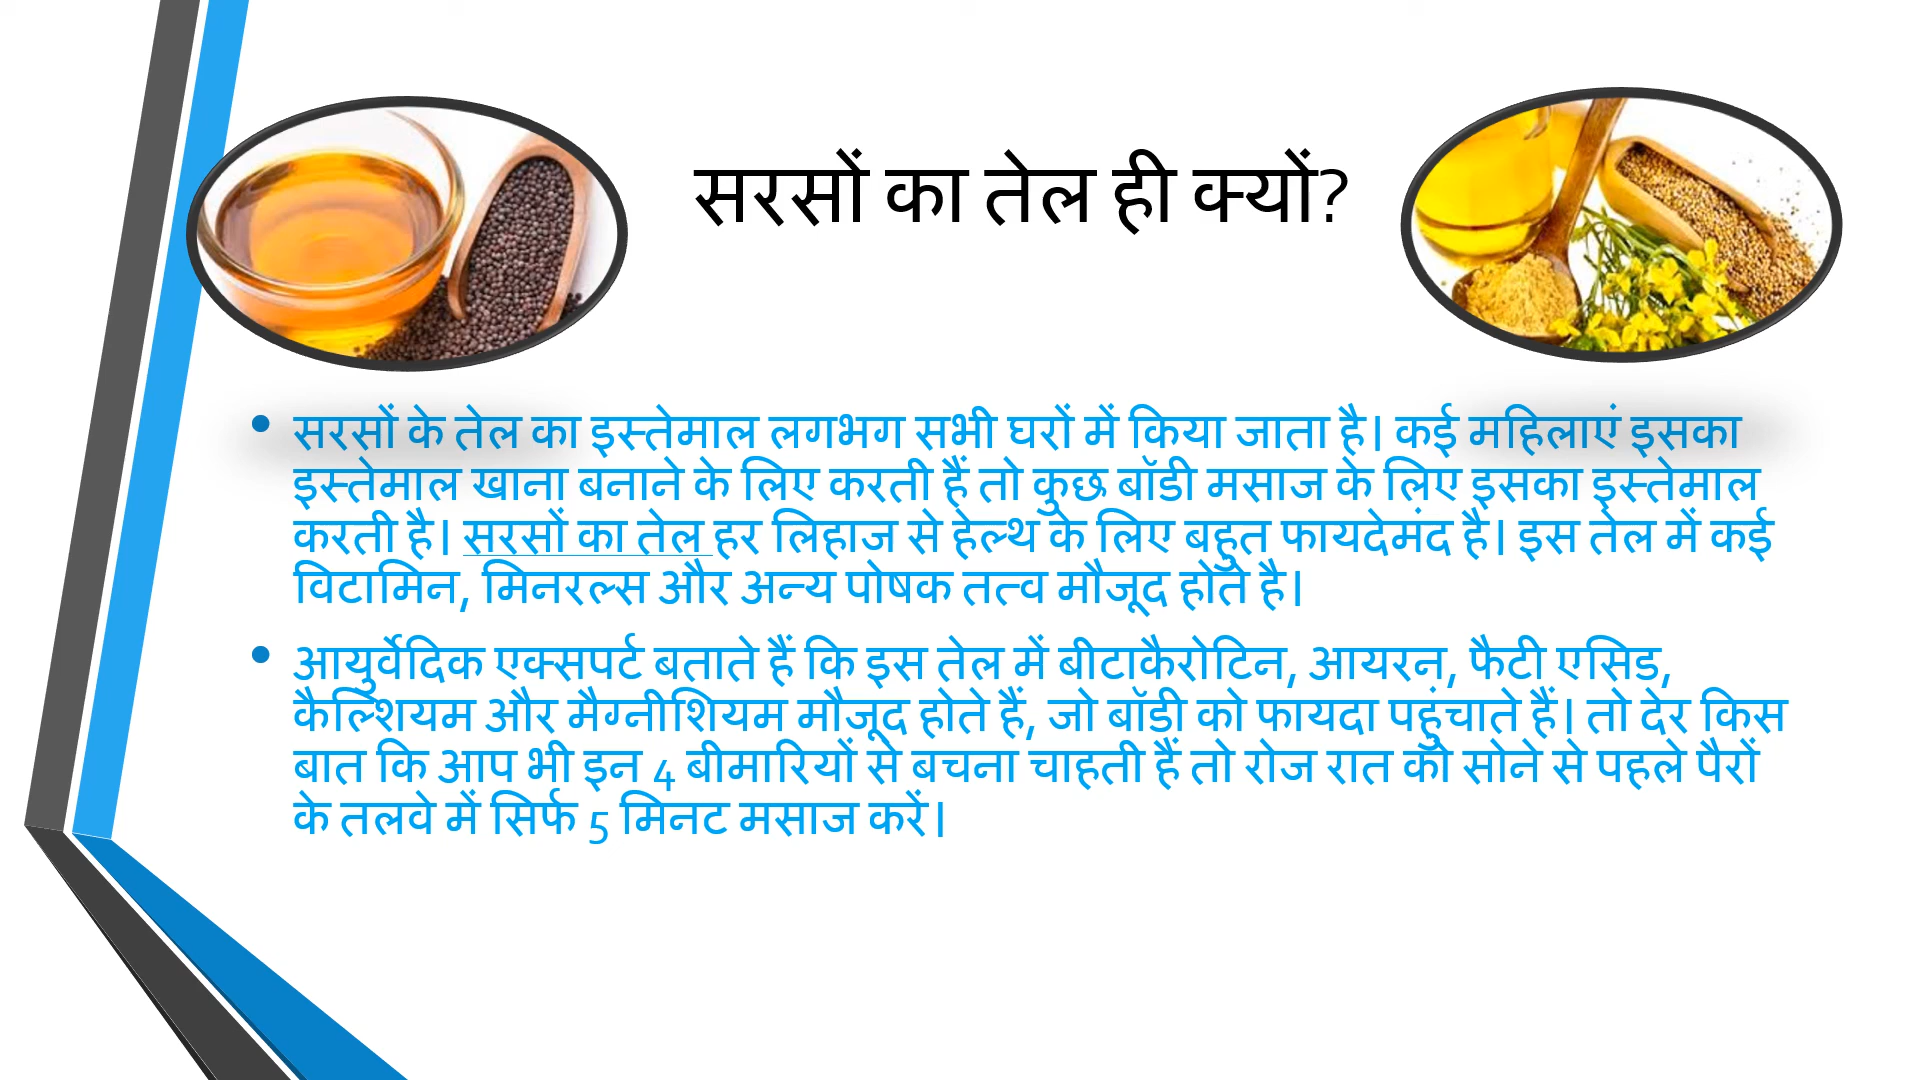 सरसों का तेल ही क्यों?
• सरसों के तेल का इस्तेमाल लगभग सभी घरों में किया जाता है। कई महिलाएं इसका
इस्तेमाल खाना बनाने के लिए करती हैं तो कुछ बॉडी मसाज के लिए इसका इस्तेमाल
करती है। सरसों का तेल हर लिहाज से हेल्थ के लिए बहुत फायदेमंद है। इस तेल में कई
विटामिन, मिनरल्स और अन्य पोषक तत्व मौजूद होते है।
• आयुर्वेदिक एक्सपर्ट बताते हैं कि इस तेल में बीटाकैरोटिन, आयरन, फैटी एसिड,
कैल्शियम और मैग्नीशियम मौजूद होते हैं, जो बॉडी को फायदा पहुंचाते हैं। तो देर किस
बात कि आप भी इन 4 बीमारियों से बचना चाहती हैं तो रोज रात को सोने से पहले पैरों
के तलवे में सिर्फ 5 मिनट मसाज करें।